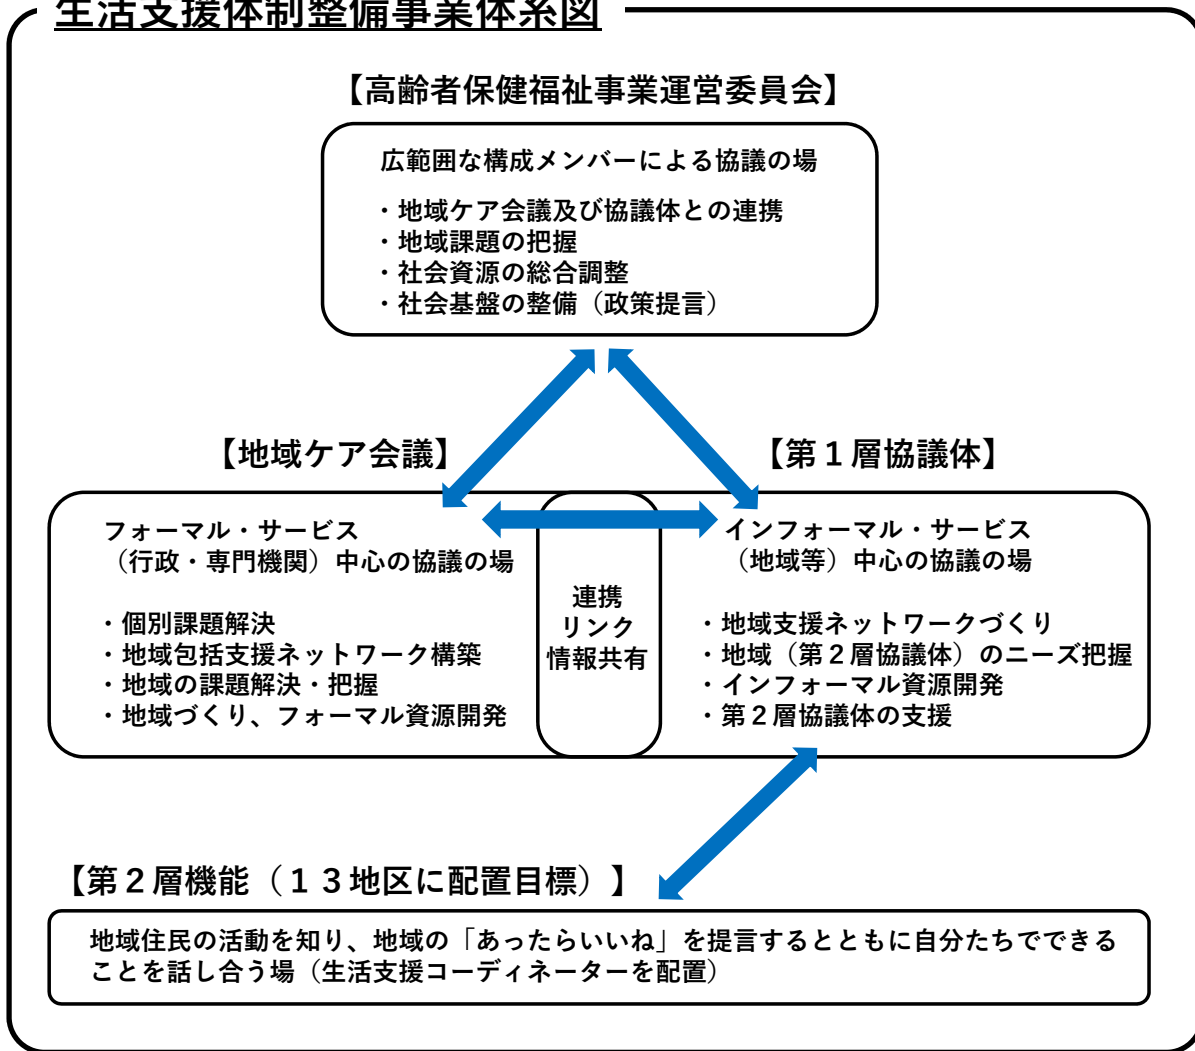 生活支援体制整備事業体系図
【高齢者保健福祉事業運営委員会】
広範囲な構成メンバーによる協議の場
・地域ケア会議及び協議体との連携
・地域課題の把握
・社会資源の総合調整
・社会基盤の整備（政策提言）
【地域ケア会議】
フォーマル・サービス
（行政・専門機関）中心の協議の場
・個別課題解決
・地域包括支援ネットワーク構築
・地域の課題解決・把握
・地域づくり、フォーマル資源開発
連携
リンク
情報共有
【第１層協議体】
インフォーマル・サービス
（地域等）中心の協議の場
・地域支援ネットワークづくり
・地域（第２層協議体）のニーズ把握
・インフォーマル資源開発
・第２層協議体の支援
【第２層機能（１３地区に配置目標）】
地域住民の活動を知り、地域の「あったらいいね」を提言するとともに自分たちでできる
ことを話し合う場（生活支援コーディネーターを配置）